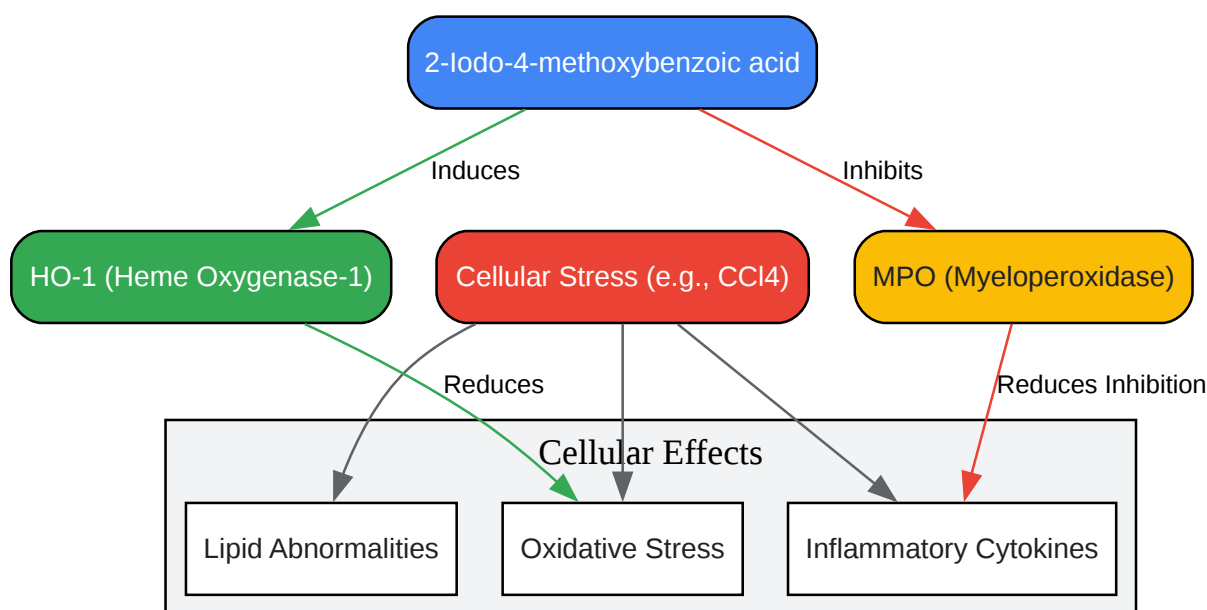 2-Iodo-4-methoxybenzoic acid
Induces
Inhibits
HO-1 (Heme Oxygenase-1)
Cellular Stress (e.g., CCl4)
MPO (Myeloperoxidase)
Reduces
Reduces Inhibition
Cellular Effects
Lipid Abnormalities
Oxidative Stress
Inflammatory Cytokines